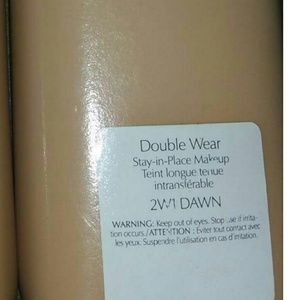 Double Wear
Stay-in-Place Makeup
Teint longue tenue
intransférable
2W1 DAWN
WARNING: Keep out of eyes. Stop use if irrita-
tion occurs./ATTENTION : Éviter tout contact avec
les yeux. Suspendre l'utilisation en cas d'irritation.